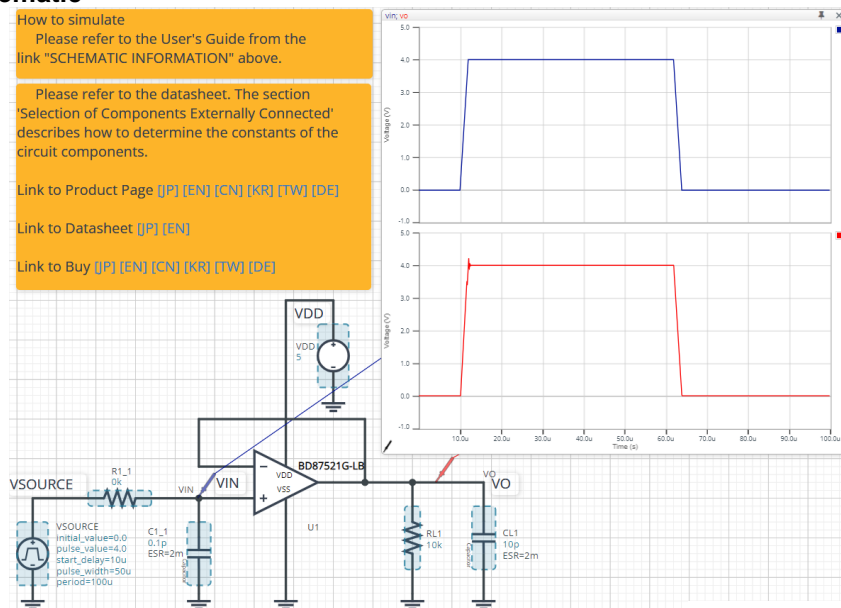 ematic
How to simulate
Please refer to the User's Guide from the
link "SCHEMATIC INFORMATION" above.
Please refer to the datasheet. The section
'Selection of Components Externally Connected'
describes how to determine the constants of the
circuit components.
Link to Product Page [JP] [EN] [CN] [KR] [TW] [DE]
Link to Datasheet [JP] [EN]
Link to Buy [JP] [EN] [CN] [KR] [TW] [DE]
vin; vo
5.0
4.0
3.0
2.0
1.0
0.0
-1.0
Voltage (V)
5.0
4.0
3.0
2.0
1.0
0.0
-1.0
Voltage (V)
10.0u 20.0u 30.0u 40.0u 50.0u 60.0u 70.0u 80.0u 90.0u 100.0u
Time (s)
VDD
VDD
5
BD87521G-LB
VDD
VSS
U1
VSOURCE
R1_1
0k
VIN
VIN
VO
VO
VSOURCE
initial_value=0.0
pulse_value=4.0
start_delay=10u
pulse_width=50u
period=100u
C1_1
0.1p
ESR=2m
RL1
10k
CL1
10p
ESR=2m